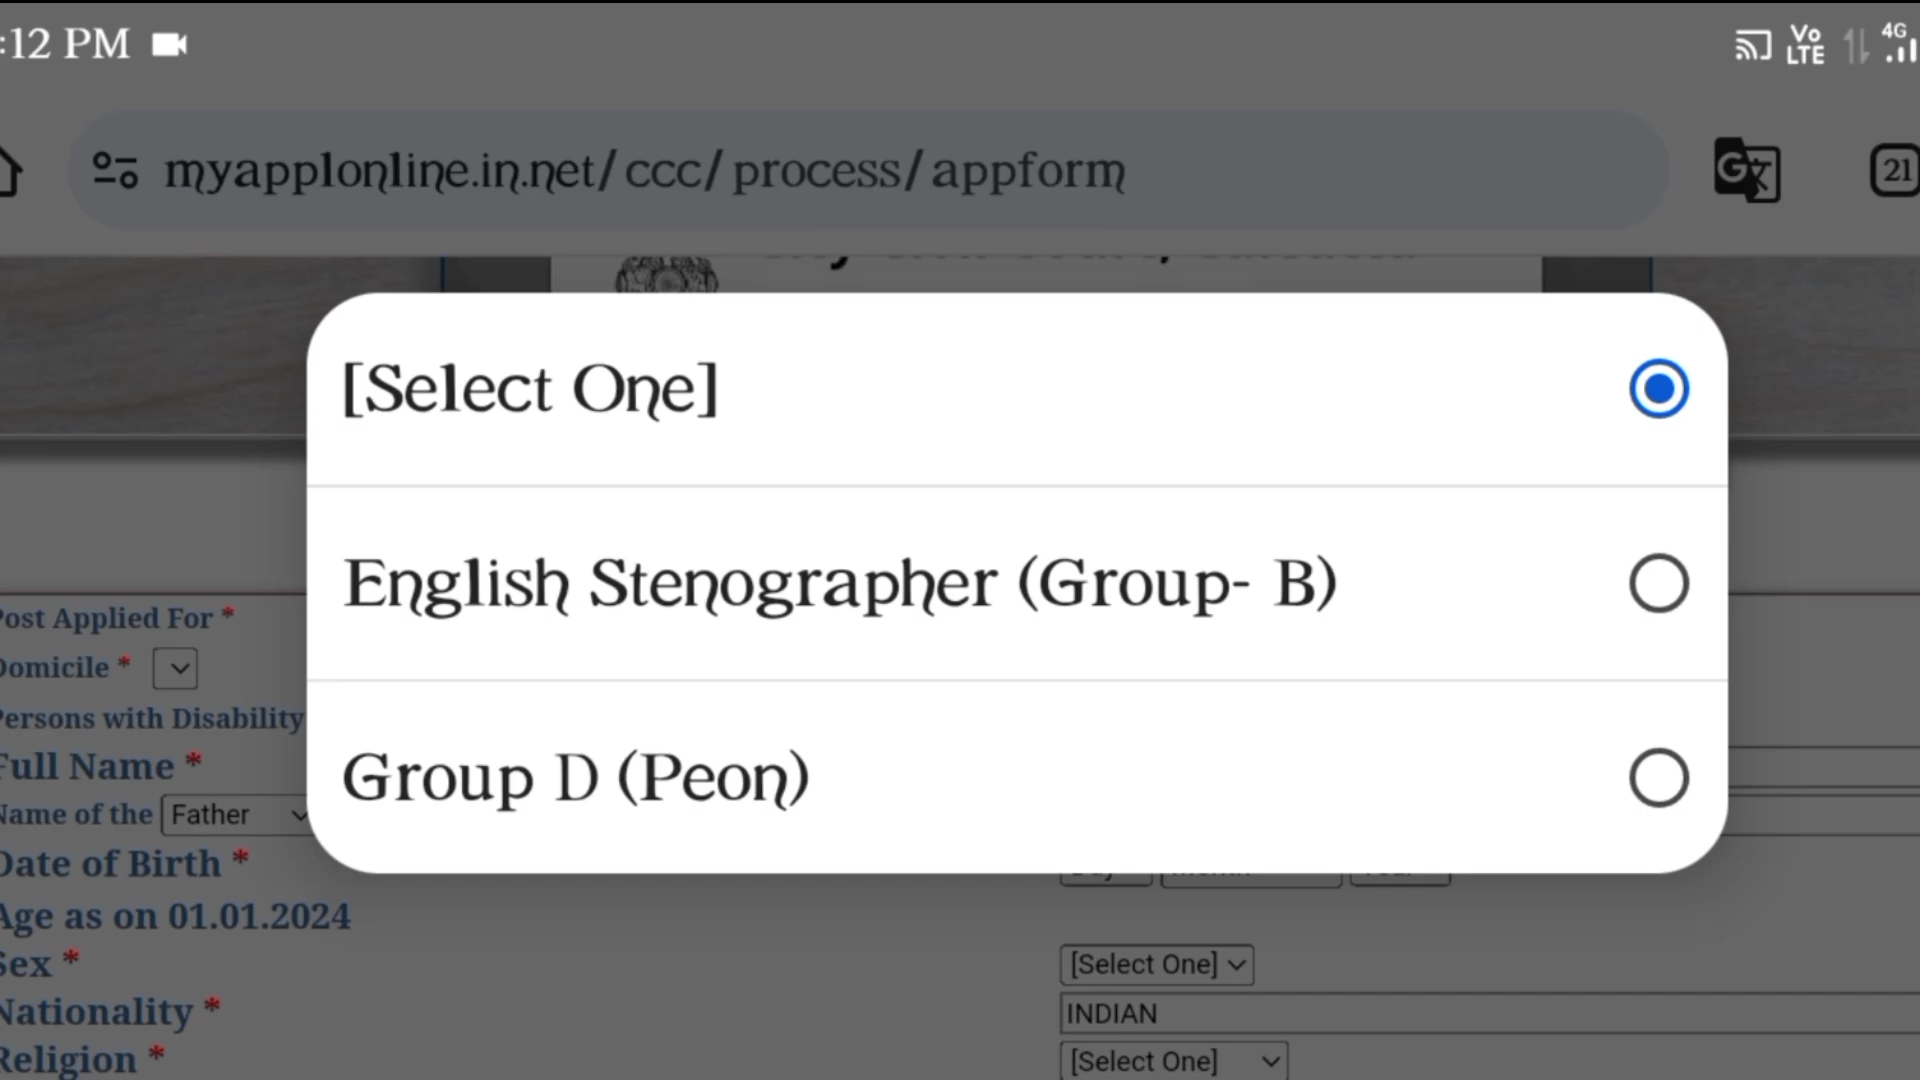 :12 PM
Vo LTE 4G
myapplonline.in.net/ccc/process/appform
21
[Select One]
English Stenographer (Group- B)
Group D (Peon)
Post Applied For *
Domicile *
Persons with Disability
Full Name *
Name of the Father
Date of Birth *
Age as on 01.01.2024
Sex * [Select One]
Nationality * INDIAN
Religion * [Select One]